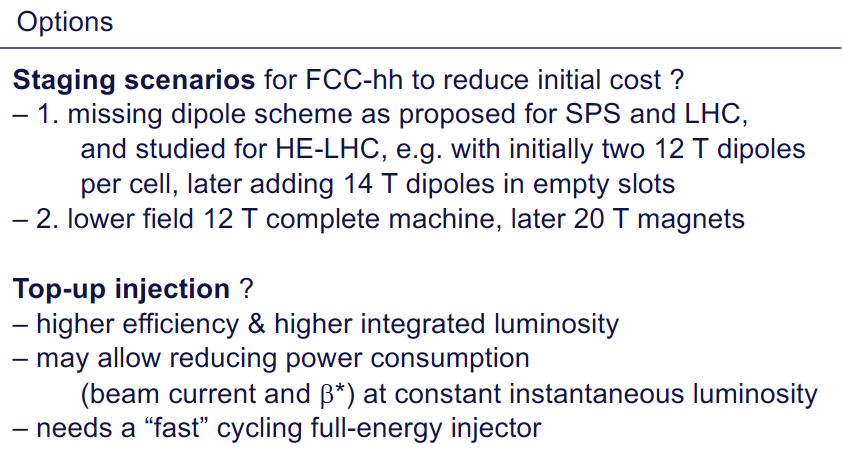 Options
Staging scenarios for FCC-hh to reduce initial cost ?
– 1. missing dipole scheme as proposed for SPS and LHC,
and studied for HE-LHC, e.g. with initially two 12 T dipoles
per cell, later adding 14 T dipoles in empty slots
– 2. lower field 12 T complete machine, later 20 T magnets
Top-up injection ?
– higher efficiency & higher integrated luminosity
– may allow reducing power consumption
(beam current and β*) at constant instantaneous luminosity
– needs a “fast” cycling full-energy injector